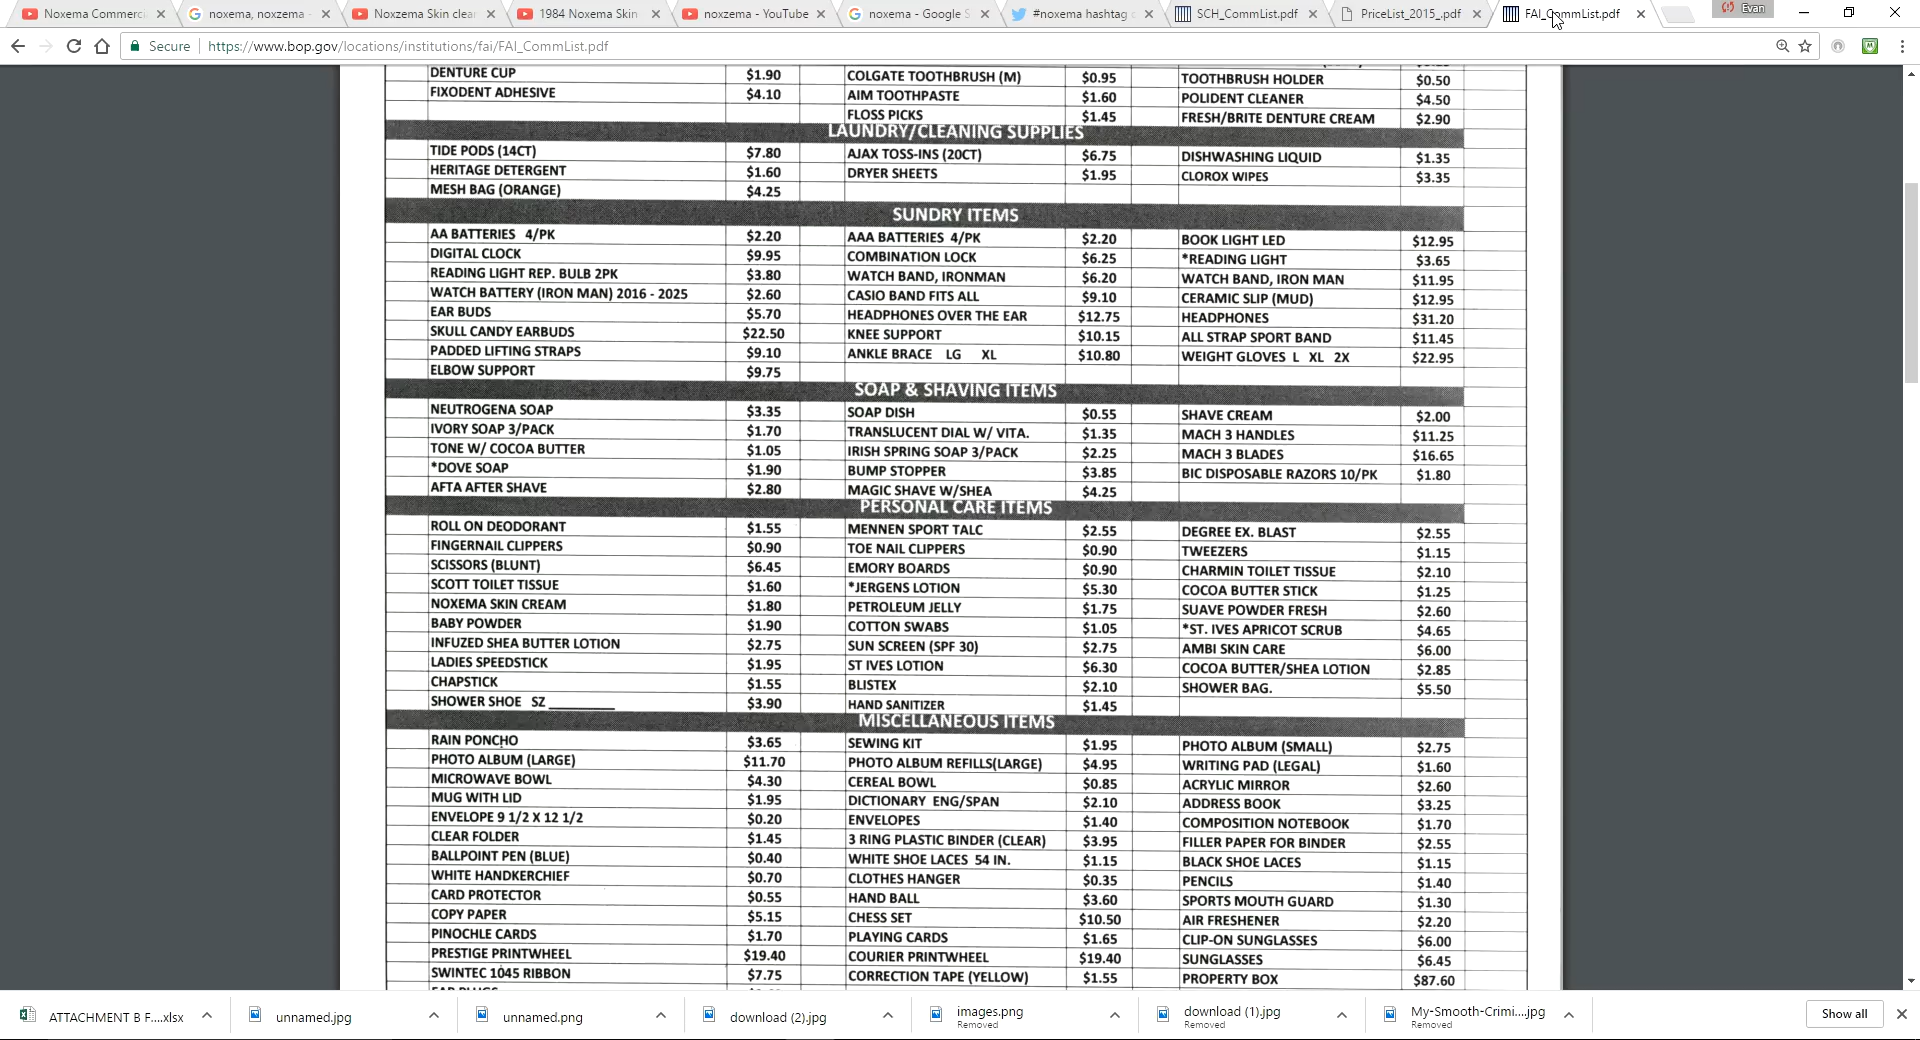 Noxema Commerci
noxema, noxzema -
Noxzema Skin clean
1984 Noxema Skin
noxzema - YouTube
noxema - Google S
#noxema hashtag o
SCH_CommList.pdf
PriceList_2015_.pdf
FAI_CommList.pdf
Evan
Secure https://www.bop.gov/locations/institutions/fai/FAI_CommList.pdf
DENTURE CUP $1.90 COLGATE TOOTHBRUSH (M) $0.95 TOOTHBRUSH HOLDER $0.50
FIXODENT ADHESIVE $4.10 AIM TOOTHPASTE $1.60 POLIDENT CLEANER $4.50
FLOSS PICKS $1.45 FRESH/BRITE DENTURE CREAM $2.90
LAUNDRY/CLEANING SUPPLIES
TIDE PODS (14CT) $7.80 AJAX TOSS-INS (20CT) $6.75 DISHWASHING LIQUID $1.35
HERITAGE DETERGENT $1.60 DRYER SHEETS $1.95 CLOROX WIPES $3.35
MESH BAG (ORANGE) $4.25
SUNDRY ITEMS
AA BATTERIES 4/PK $2.20 AAA BATTERIES 4/PK $2.20 BOOK LIGHT LED $12.95
DIGITAL CLOCK $9.95 COMBINATION LOCK $6.25 *READING LIGHT $3.65
READING LIGHT REP. BULB 2PK $3.80 WATCH BAND, IRONMAN $6.20 WATCH BAND, IRON MAN $11.95
WATCH BATTERY (IRON MAN) 2016 - 2025 $2.60 CASIO BAND FITS ALL $9.10 CERAMIC SLIP (MUD) $12.95
EAR BUDS $5.70 HEADPHONES OVER THE EAR $12.75 HEADPHONES $31.20
SKULL CANDY EARBUDS $22.50 KNEE SUPPORT $10.15 ALL STRAP SPORT BAND $11.45
PADDED LIFTING STRAPS $9.10 ANKLE BRACE LG XL $10.80 WEIGHT GLOVES L XL 2X $22.95
ELBOW SUPPORT $9.75
SOAP & SHAVING ITEMS
NEUTROGENA SOAP $3.35 SOAP DISH $0.55 SHAVE CREAM $2.00
IVORY SOAP 3/PACK $1.70 TRANSLUCENT DIAL W/ VITA. $1.35 MACH 3 HANDLES $11.25
TONE W/ COCOA BUTTER $1.05 IRISH SPRING SOAP 3/PACK $2.25 MACH 3 BLADES $16.65
*DOVE SOAP $1.90 BUMP STOPPER $3.85 BIC DISPOSABLE RAZORS 10/PK $1.80
AFTA AFTER SHAVE $2.80 MAGIC SHAVE W/SHEA $4.25
PERSONAL CARE ITEMS
ROLL ON DEODORANT $1.55 MENNEN SPORT TALC $2.55 DEGREE EX. BLAST $2.55
FINGERNAIL CLIPPERS $0.90 TOE NAIL CLIPPERS $0.90 TWEEZERS $1.15
SCISSORS (BLUNT) $6.45 EMORY BOARDS $0.90 CHARMIN TOILET TISSUE $2.10
SCOTT TOILET TISSUE $1.60 *JERGENS LOTION $5.30 COCOA BUTTER STICK $1.25
NOXEMA SKIN CREAM $1.80 PETROLEUM JELLY $1.75 SUAVE POWDER FRESH $2.60
BABY POWDER $1.90 COTTON SWABS $1.05 *ST. IVES APRICOT SCRUB $4.65
INFUZED SHEA BUTTER LOTION $2.75 SUN SCREEN (SPF 30) $2.75 AMBI SKIN CARE $6.00
LADIES SPEEDSTICK $1.95 ST IVES LOTION $6.30 COCOA BUTTER/SHEA LOTION $2.85
CHAPSTICK $1.55 BLISTEX $2.10 SHOWER BAG. $5.50
SHOWER SHOE SZ ________ $3.90 HAND SANITIZER $1.45
MISCELLANEOUS ITEMS
RAIN PONCHO $3.65 SEWING KIT $1.95 PHOTO ALBUM (SMALL) $2.75
PHOTO ALBUM (LARGE) $11.70 PHOTO ALBUM REFILLS(LARGE) $4.95 WRITING PAD (LEGAL) $1.60
MICROWAVE BOWL $4.30 CEREAL BOWL $0.85 ACRYLIC MIRROR $2.60
MUG WITH LID $1.95 DICTIONARY ENG/SPAN $2.10 ADDRESS BOOK $3.25
ENVELOPE 9 1/2 X 12 1/2 $0.20 ENVELOPES $1.40 COMPOSITION NOTEBOOK $1.70
CLEAR FOLDER $1.45 3 RING PLASTIC BINDER (CLEAR) $3.95 FILLER PAPER FOR BINDER $2.55
BALLPOINT PEN (BLUE) $0.40 WHITE SHOE LACES 54 IN. $1.15 BLACK SHOE LACES $1.15
WHITE HANDKERCHIEF $0.70 CLOTHES HANGER $0.35 PENCILS $1.40
CARD PROTECTOR $0.55 HAND BALL $3.60 SPORTS MOUTH GUARD $1.30
COPY PAPER $5.15 CHESS SET $10.50 AIR FRESHENER $2.20
PINOCHLE CARDS $1.70 PLAYING CARDS $1.65 CLIP-ON SUNGLASSES $6.00
PRESTIGE PRINTWHEEL $19.40 COURIER PRINTWHEEL $19.40 SUNGLASSES $6.45
SWINTEC 1045 RIBBON $7.75 CORRECTION TAPE (YELLOW) $1.55 PROPERTY BOX $87.60
ATTACHMENT B F....xlsx
unnamed.jpg
unnamed.png
download (2).jpg
images.png
Removed
download (1).jpg
Removed
My-Smooth-Crimi....jpg
Removed
Show all